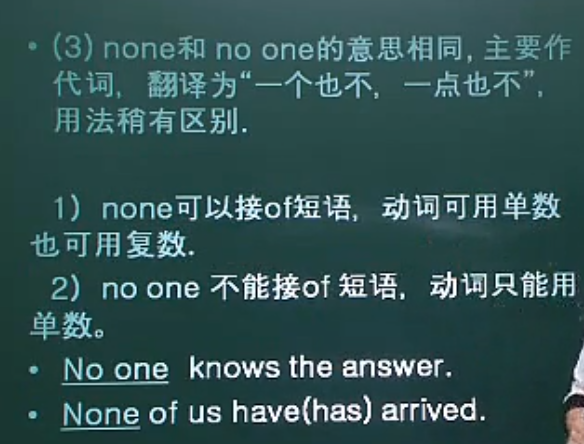 • (3) none和 no one的意思相同, 主要作
代词, 翻译为“一个也不, 一点也不”,
用法稍有区别.
1) none可以接of短语, 动词可用单数
也可用复数.
2) no one 不能接of 短语, 动词只能用
单数。
• No one knows the answer.
• None of us have(has) arrived.